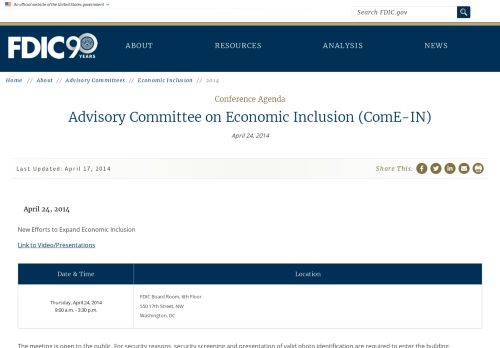 An official website of the United States government
Search FDIC.gov
FDIC 90 YEARS
ABOUT
RESOURCES
ANALYSIS
NEWS
Home // About // Advisory Committees // Economic Inclusion // 2014
Conference Agenda
Advisory Committee on Economic Inclusion (ComE-IN)
April 24, 2014
Last Updated: April 17, 2014
Share This:
April 24, 2014
New Efforts to Expand Economic Inclusion
Link to Video/Presentations
Date & Time
Location
Thursday, April 24, 2014
9:00 a.m. - 3:30 p.m.
FDIC Board Room, 6th Floor
550 17th Street, NW
Washington, DC
The meeting is open to the public. For security reasons, security screening and presentation of valid photo identification are required to enter the building.